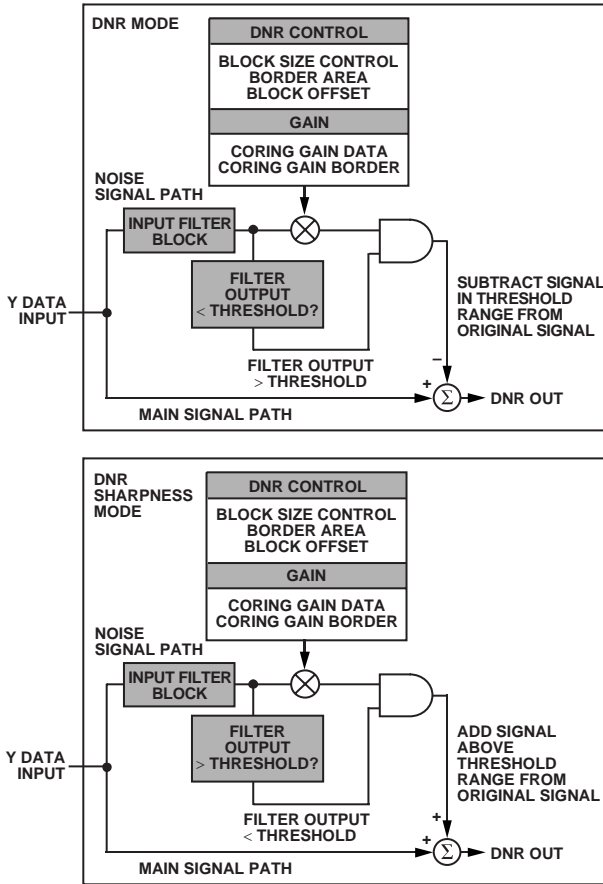 DNR MODE
DNR CONTROL
BLOCK SIZE CONTROL
BORDER AREA
BLOCK OFFSET
GAIN
CORING GAIN DATA
CORING GAIN BORDER
NOISE
SIGNAL PATH
INPUT FILTER
BLOCK
FILTER
OUTPUT
< THRESHOLD?
Y DATA
INPUT
SUBTRACT SIGNAL
IN THRESHOLD
RANGE FROM
ORIGINAL SIGNAL
FILTER OUTPUT
> THRESHOLD
–
+
Σ
DNR OUT
MAIN SIGNAL PATH
DNR
SHARPNESS
MODE
DNR CONTROL
BLOCK SIZE CONTROL
BORDER AREA
BLOCK OFFSET
GAIN
CORING GAIN DATA
CORING GAIN BORDER
NOISE
SIGNAL PATH
INPUT FILTER
BLOCK
FILTER
OUTPUT
> THRESHOLD?
Y DATA
INPUT
ADD SIGNAL
ABOVE
THRESHOLD
RANGE FROM
ORIGINAL SIGNAL
FILTER OUTPUT
< THRESHOLD
+
+
Σ
DNR OUT
MAIN SIGNAL PATH